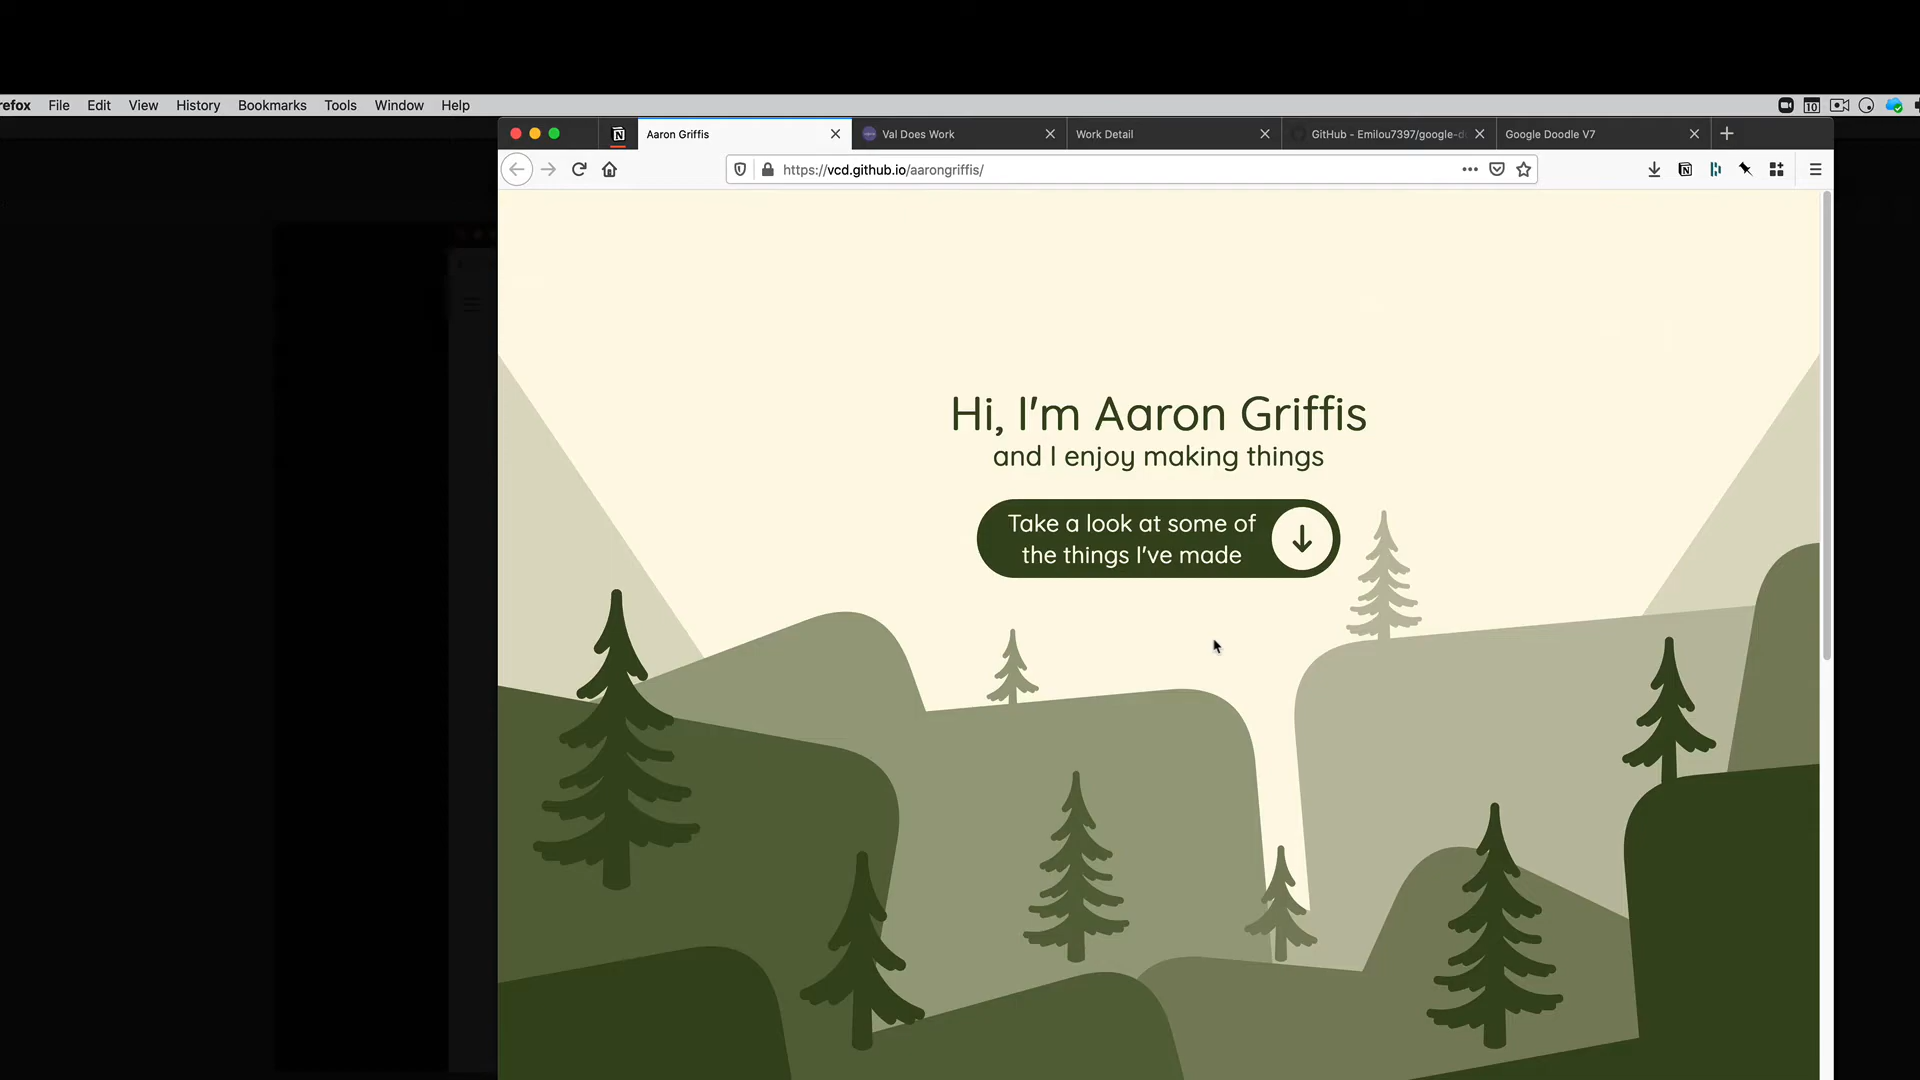 refox File Edit View History Bookmarks Tools Window Help
10
Aaron Griffis
Val Does Work
Work Detail
GitHub - Emilou7397/google-d
Google Doodle V7
https://vcd.github.io/aarongriffis/
Hi, I'm Aaron Griffis
and I enjoy making things
Take a look at some of
the things I've made